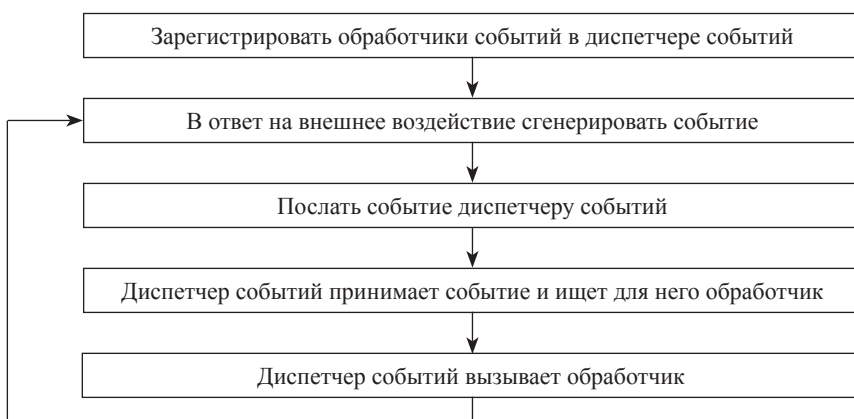 Зарегистрировать обработчики событий в диспетчере событий
В ответ на внешнее воздействие сгенерировать событие
Послать событие диспетчеру событий
Диспетчер событий принимает событие и ищет для него обработчик
Диспетчер событий вызывает обработчик